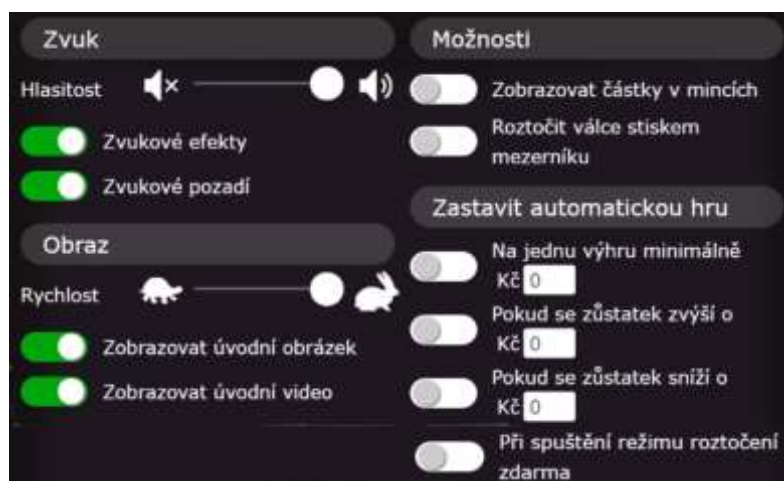 Zvuk
Hlasitost
Zvukové efekty
Zvukové pozadí
Obraz
Rychlost
Zobrazovat úvodní obrázek
Zobrazovat úvodní video
Možnosti
Zobrazovat částky v mincích
Roztočit válce stiskem
mezerníku
Zastavit automatickou hru
Na jednu výhru minimálně
Kč 0
Pokud se zůstatek zvýší o
Kč 0
Pokud se zůstatek sníží o
Kč 0
Při spuštění režimu roztočení
zdarma